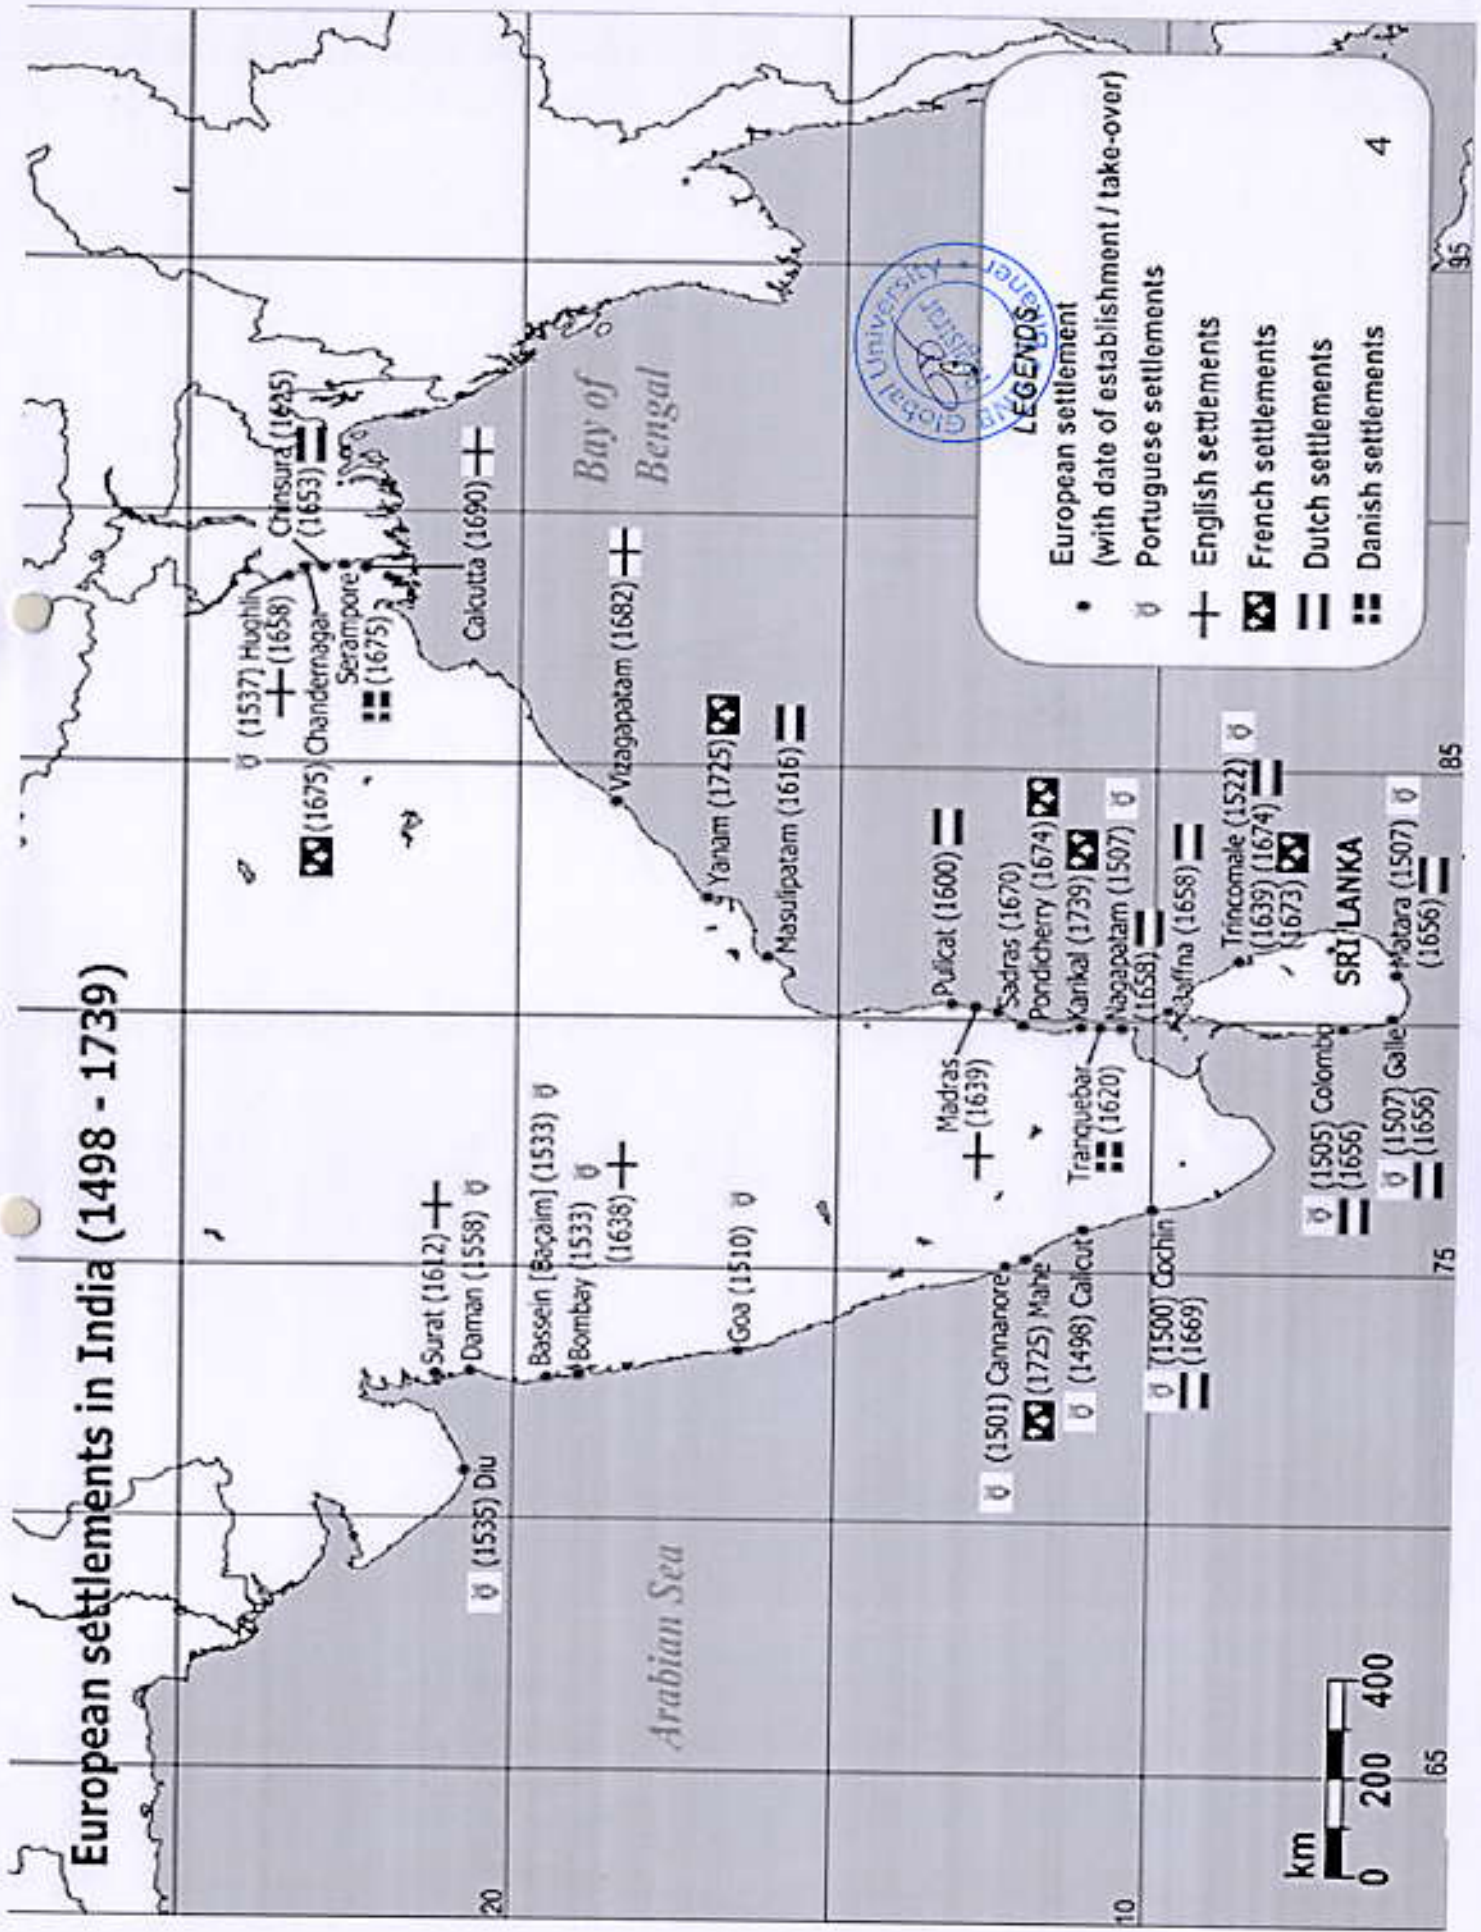 European settlements in India (1498 - 1739)
Chinsura (1625)
(1653)
(1537) Hughlin
(1658)
(1675) Chandernagar
Serampore
(1675)
Calcutta (1690)
Vizagapatam (1682)
Yanam (1725)
Masulipatam (1616)
Surat (1612)
Daman (1558)
(1535) Diu
Bassein [Baçaim] (1533)
Bombay (1533)
(1638)
Goa (1510)
Bay of
Bengal
Arabian Sea
Pulicat (1600)
Madras
(1639)
Sadras (1670)
Pondicherry (1674)
Karikal (1739)
Tranquebar
(1620)
Nagapatam (1507)
(1658)
Jaffna (1658)
(1501) Cannanore
(1725) Mahe
(1498) Calicut
(1500) Cochin
(1669)
Trincomale (1522)
(1639) (1674)
(1673)
SRI LANKA
(1505) Colombo
(1656)
(1507) Galle
(1656)
Matara (1507)
(1656)
LEGENDS
European settlement
(with date of establishment / take-over)
Portuguese settlements
English settlements
French settlements
Dutch settlements
Danish settlements
4
RNB Global University * Bikaner *
Registrar
km
0 200 400
20
10
65
75
85
95